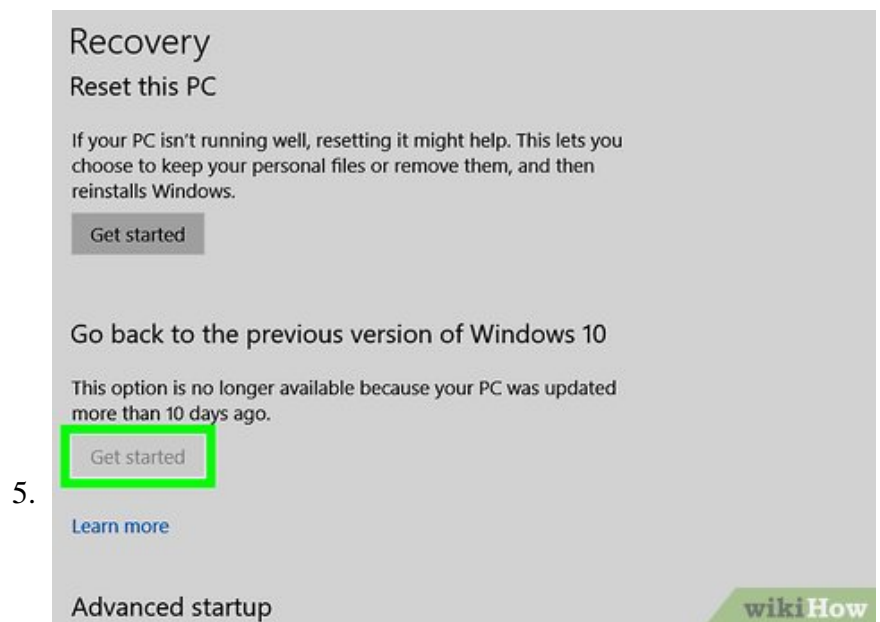 Recovery
Reset this PC
If your PC isn't running well, resetting it might help. This lets you
choose to keep your personal files or remove them, and then
reinstalls Windows.
Get started
Go back to the previous version of Windows 10
This option is no longer available because your PC was updated
more than 10 days ago.
Get started
5.
Learn more
Advanced startup
wikiHow